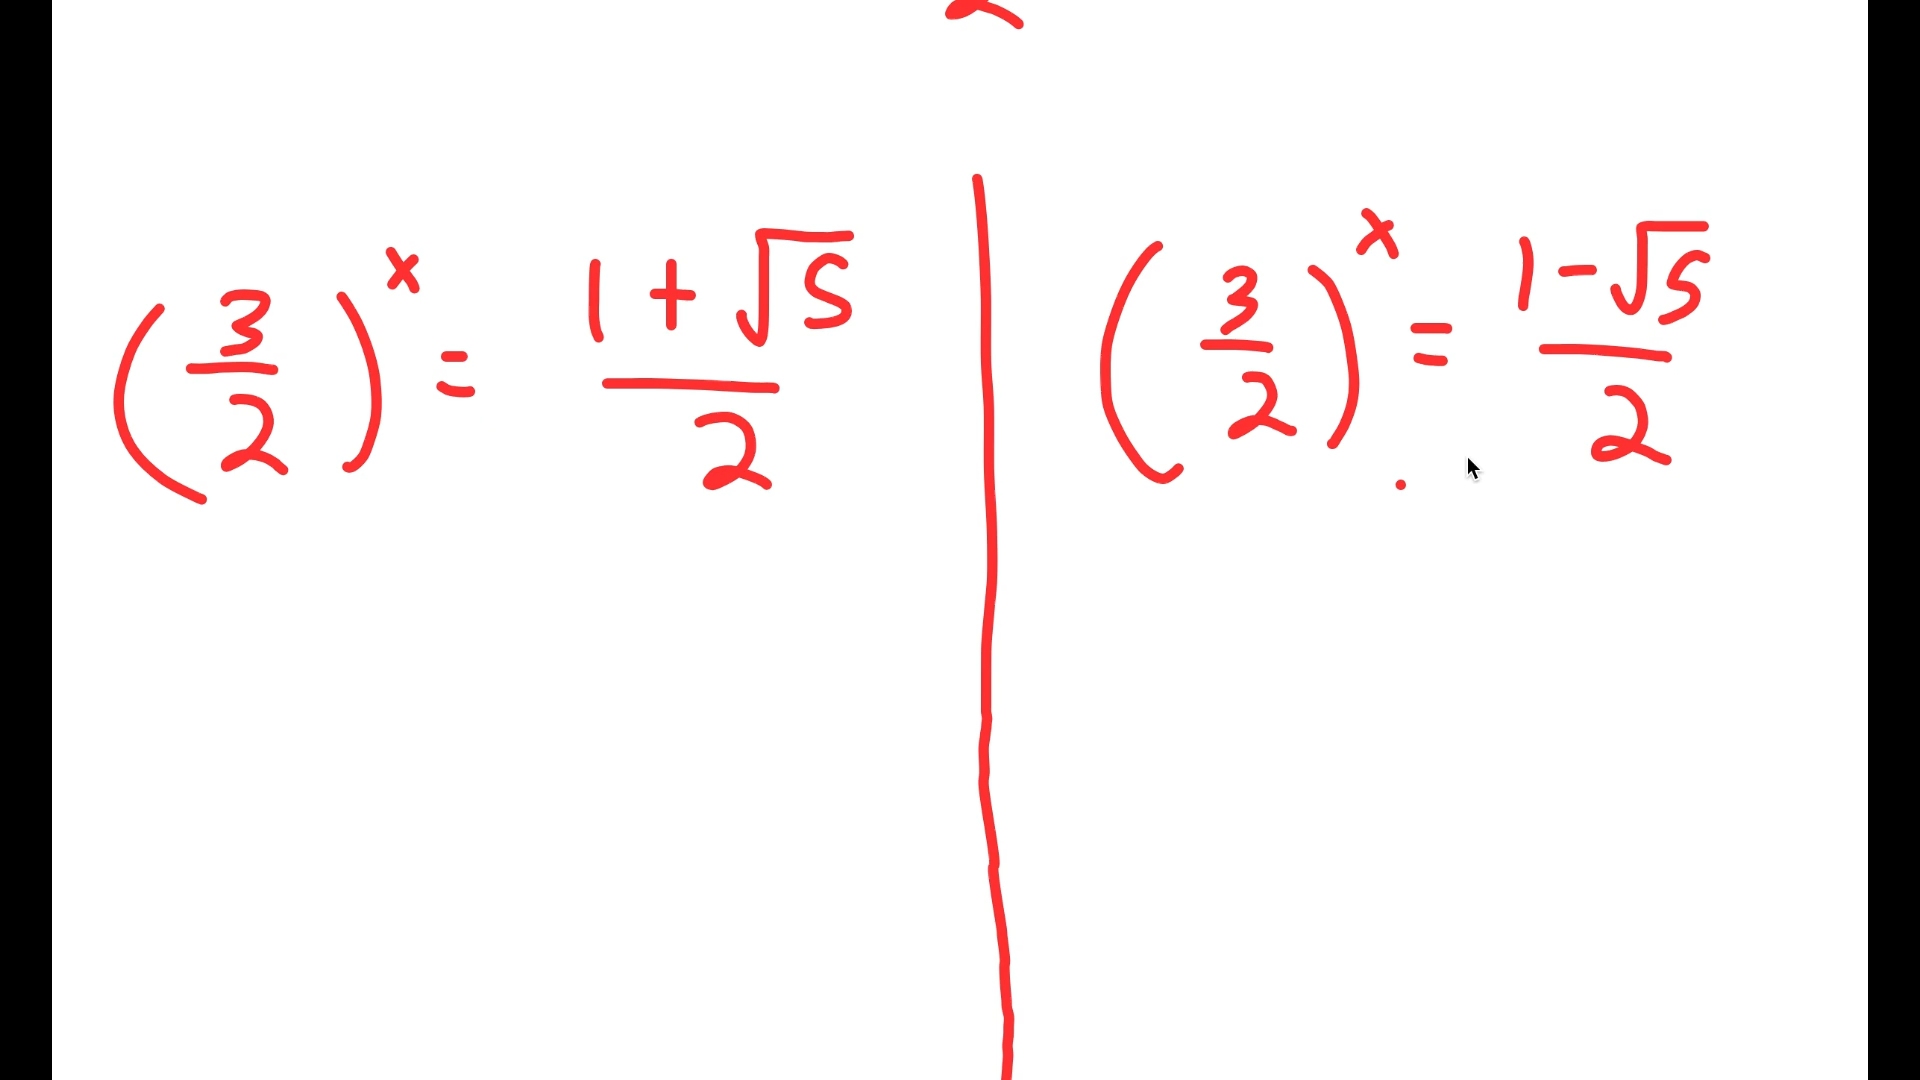 (3/2)^x = (1 + √5)/2
(3/2)^x = (1 - √5)/2